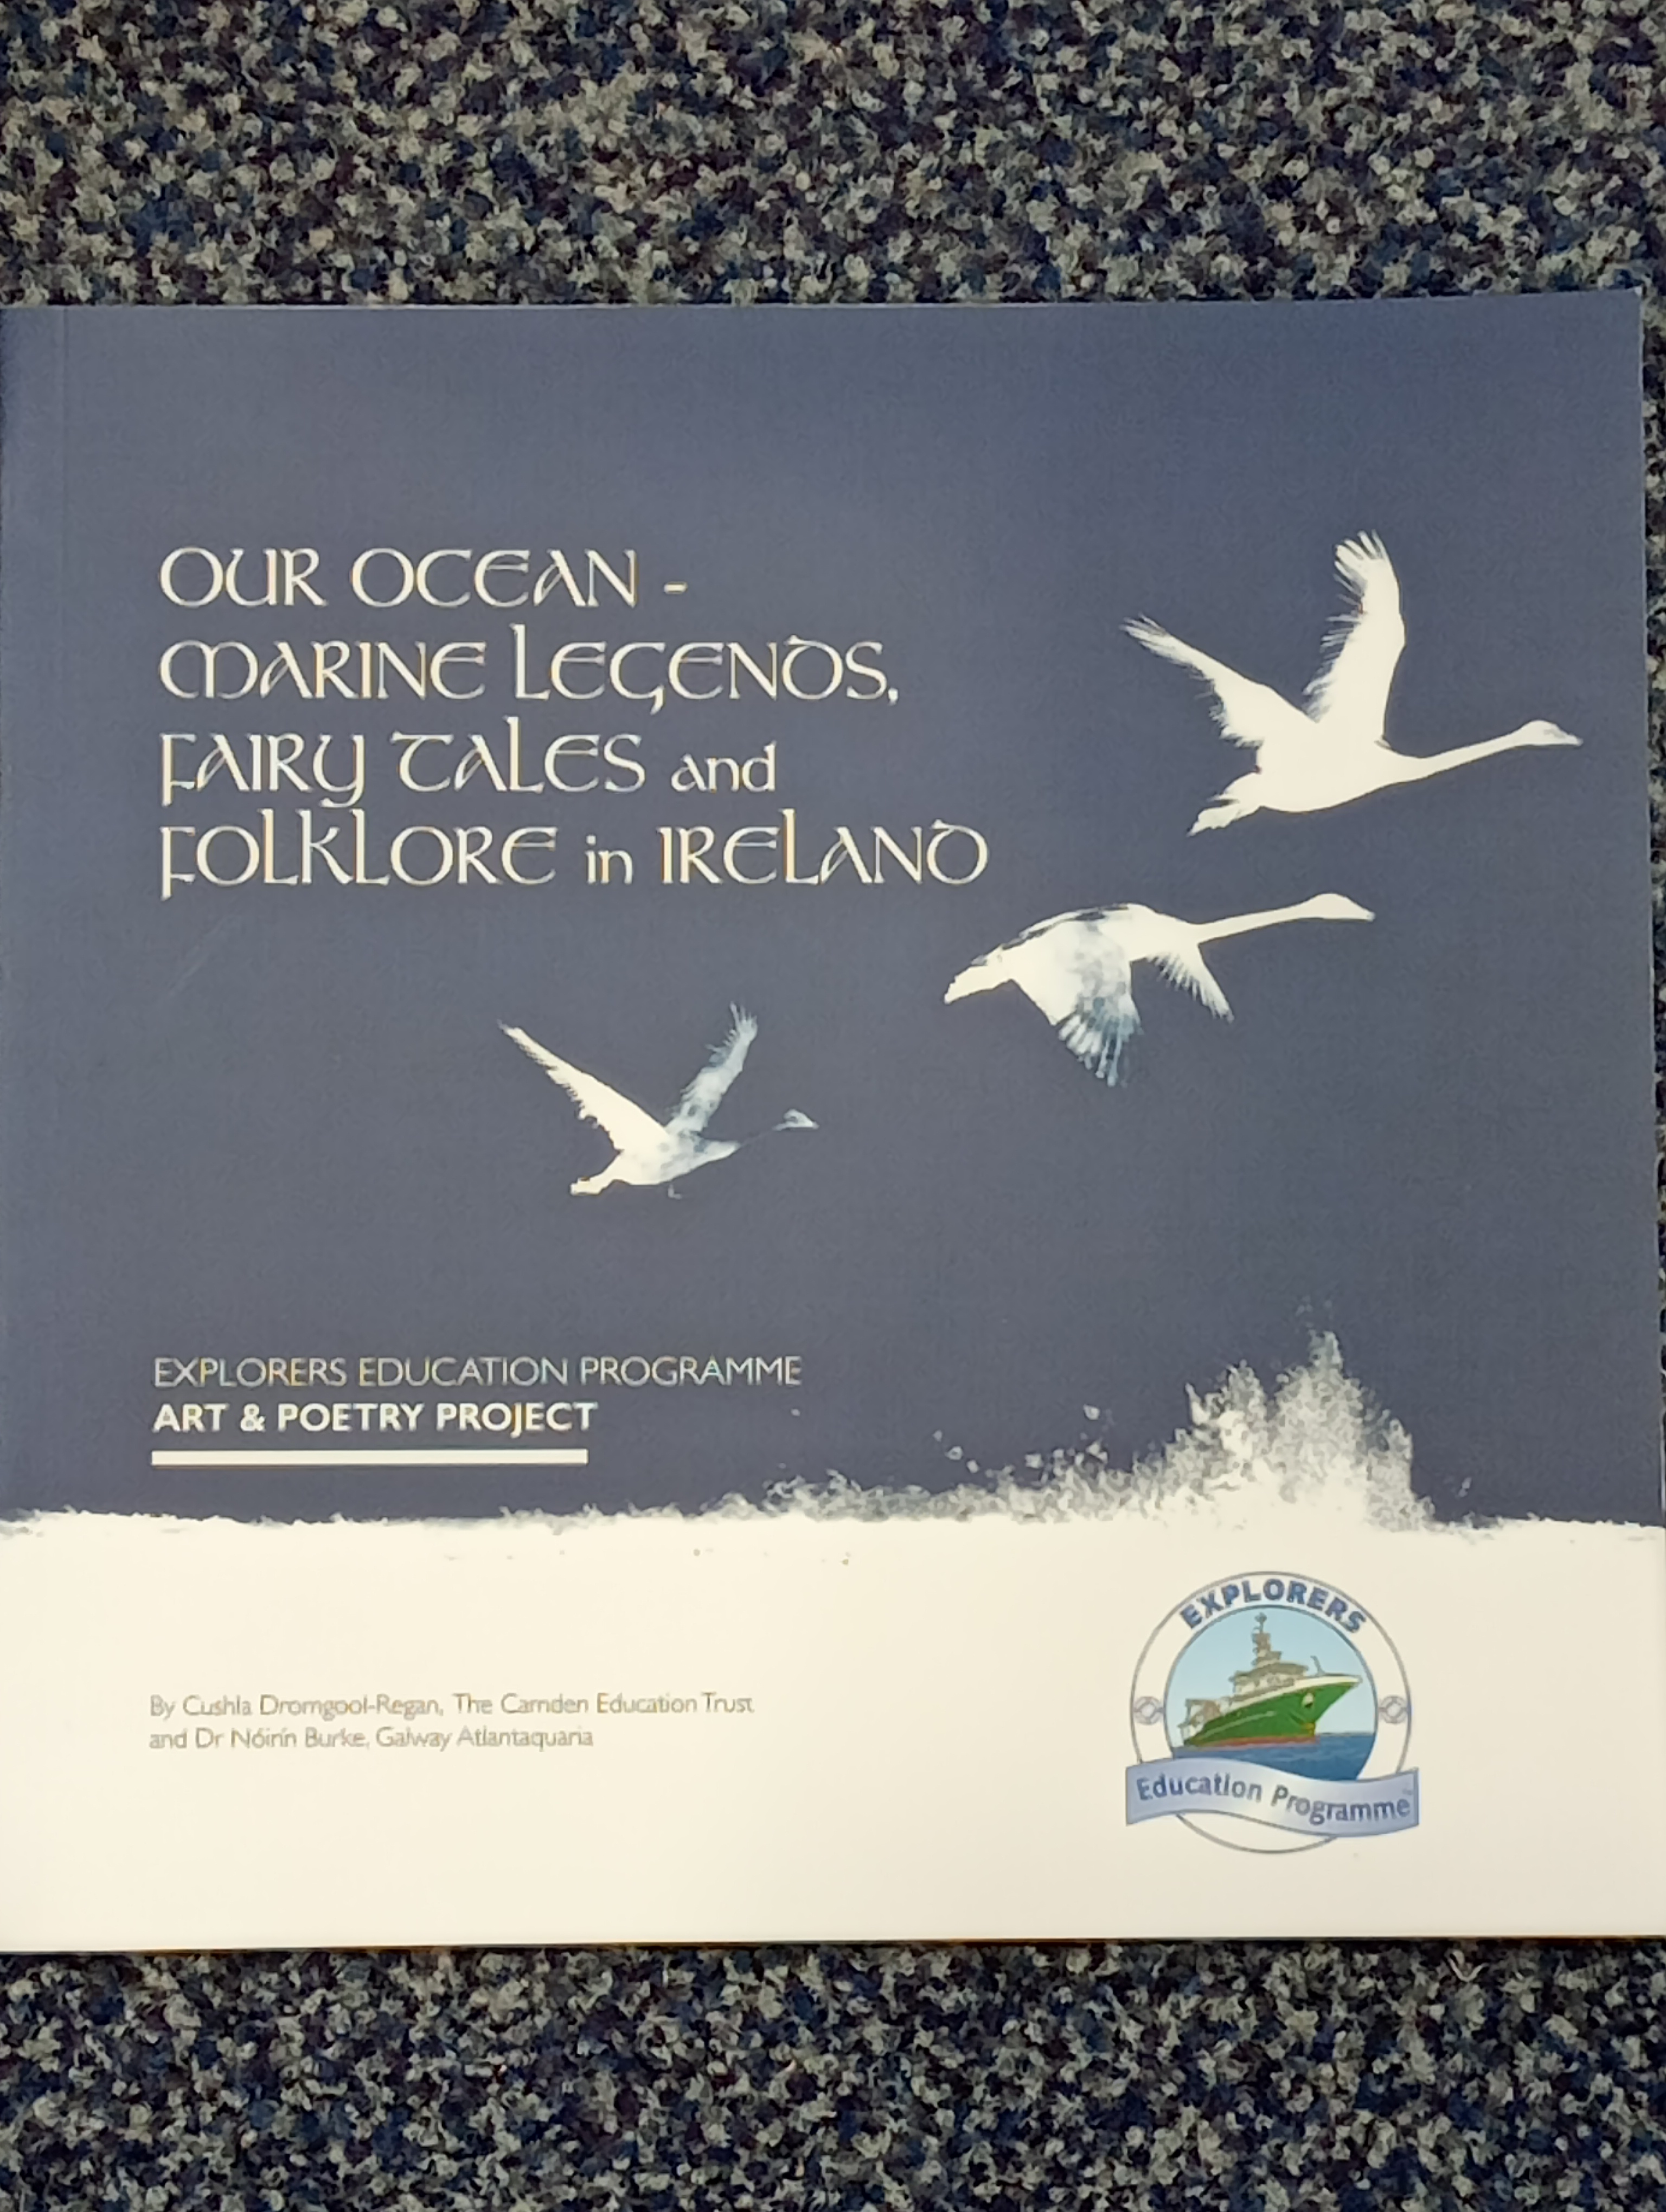 OUR OCEAN -
MARINE LEGENDS,
FAIRY TALES and
FOLKLORE in IRELAND
EXPLORERS EDUCATION PROGRAMME
ART & POETRY PROJECT
By Cushla Dromgool-Regan, The Camden Education Trust
and Dr Nóirín Burke, Galway Atlantaquaria
EXPLORERS
Education Programme